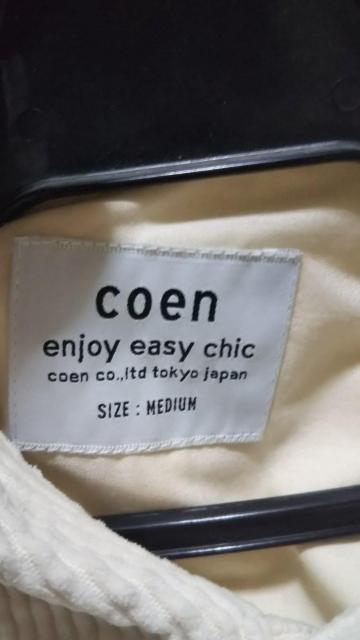 coen
enjoy easy chic
coen co.,ltd tokyo japan
SIZE : MEDIUM